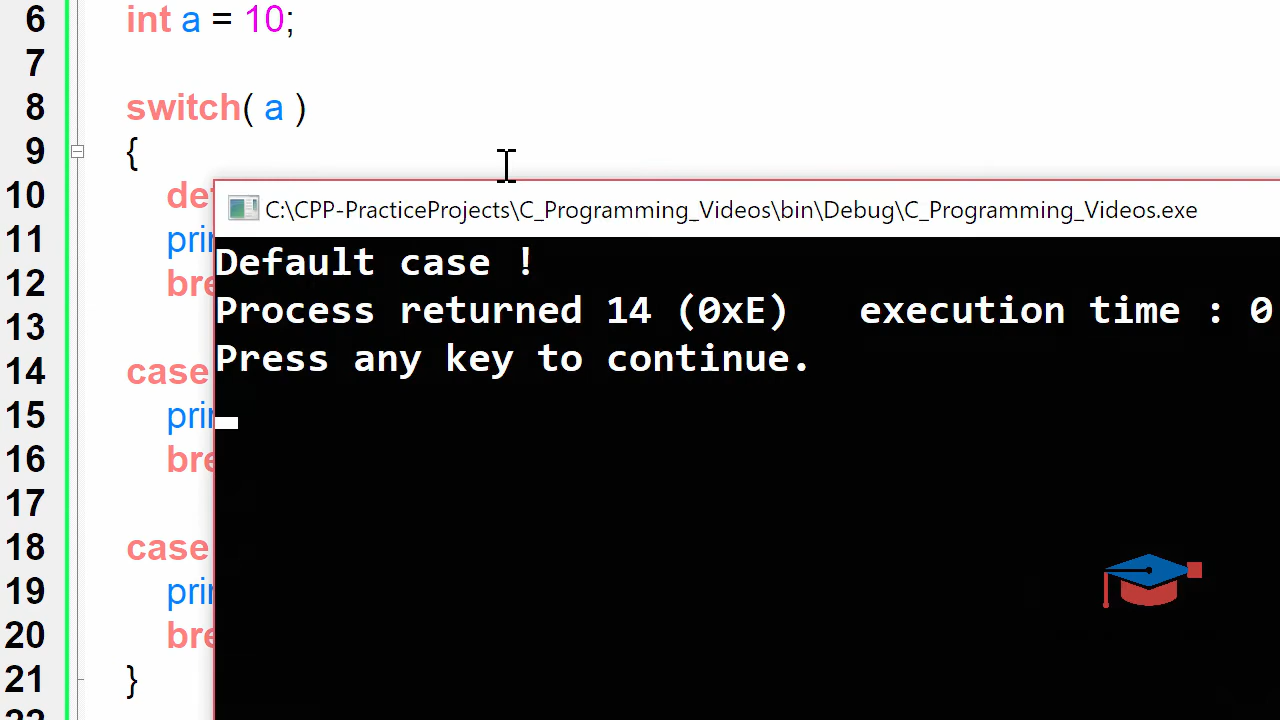 6 int a = 10;
7
8 switch( a )
9 {
10
11
12
13
14 case
15
16
17
18 case
19
20
21 }
C:\CPP-PracticeProjects\C_Programming_Videos\bin\Debug\C_Programming_Videos.exe
Default case !
Process returned 14 (0xE) execution time : 0
Press any key to continue.